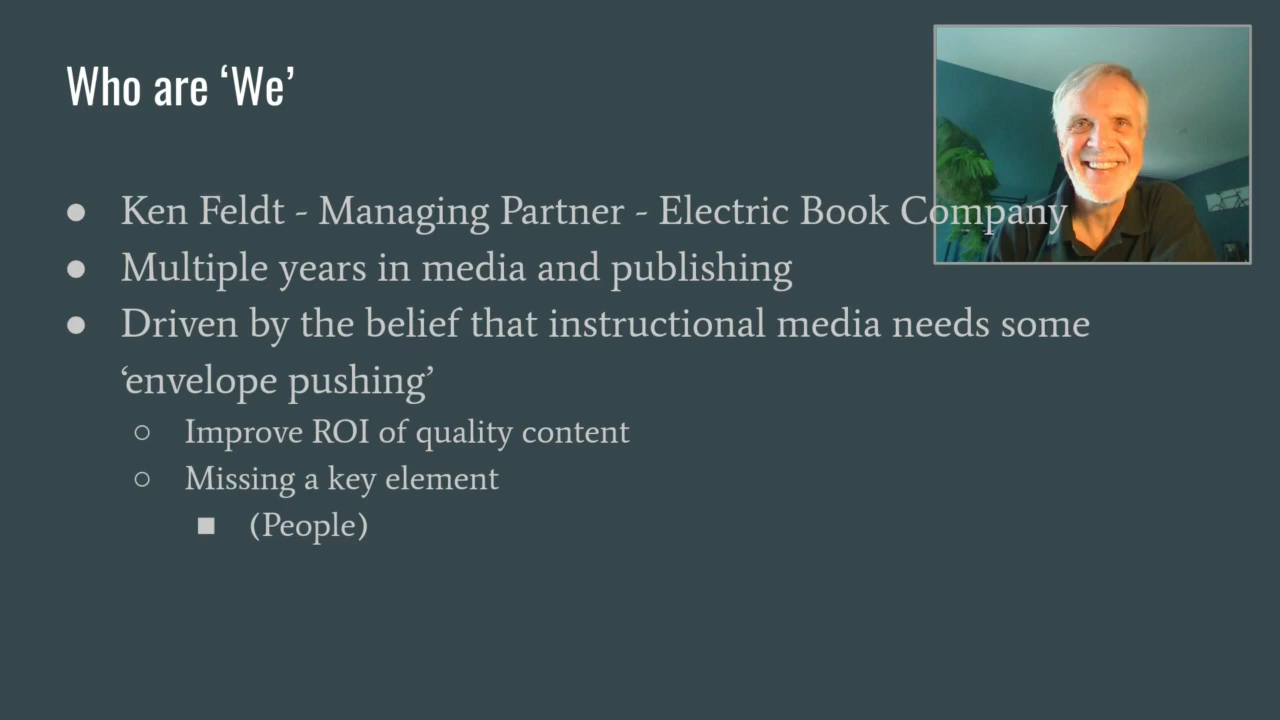 Who are ‘We’
● Ken Feldt - Managing Partner - Electric Book Company
● Multiple years in media and publishing
● Driven by the belief that instructional media needs some
‘envelope pushing’
○ Improve ROI of quality content
○ Missing a key element
■ (People)